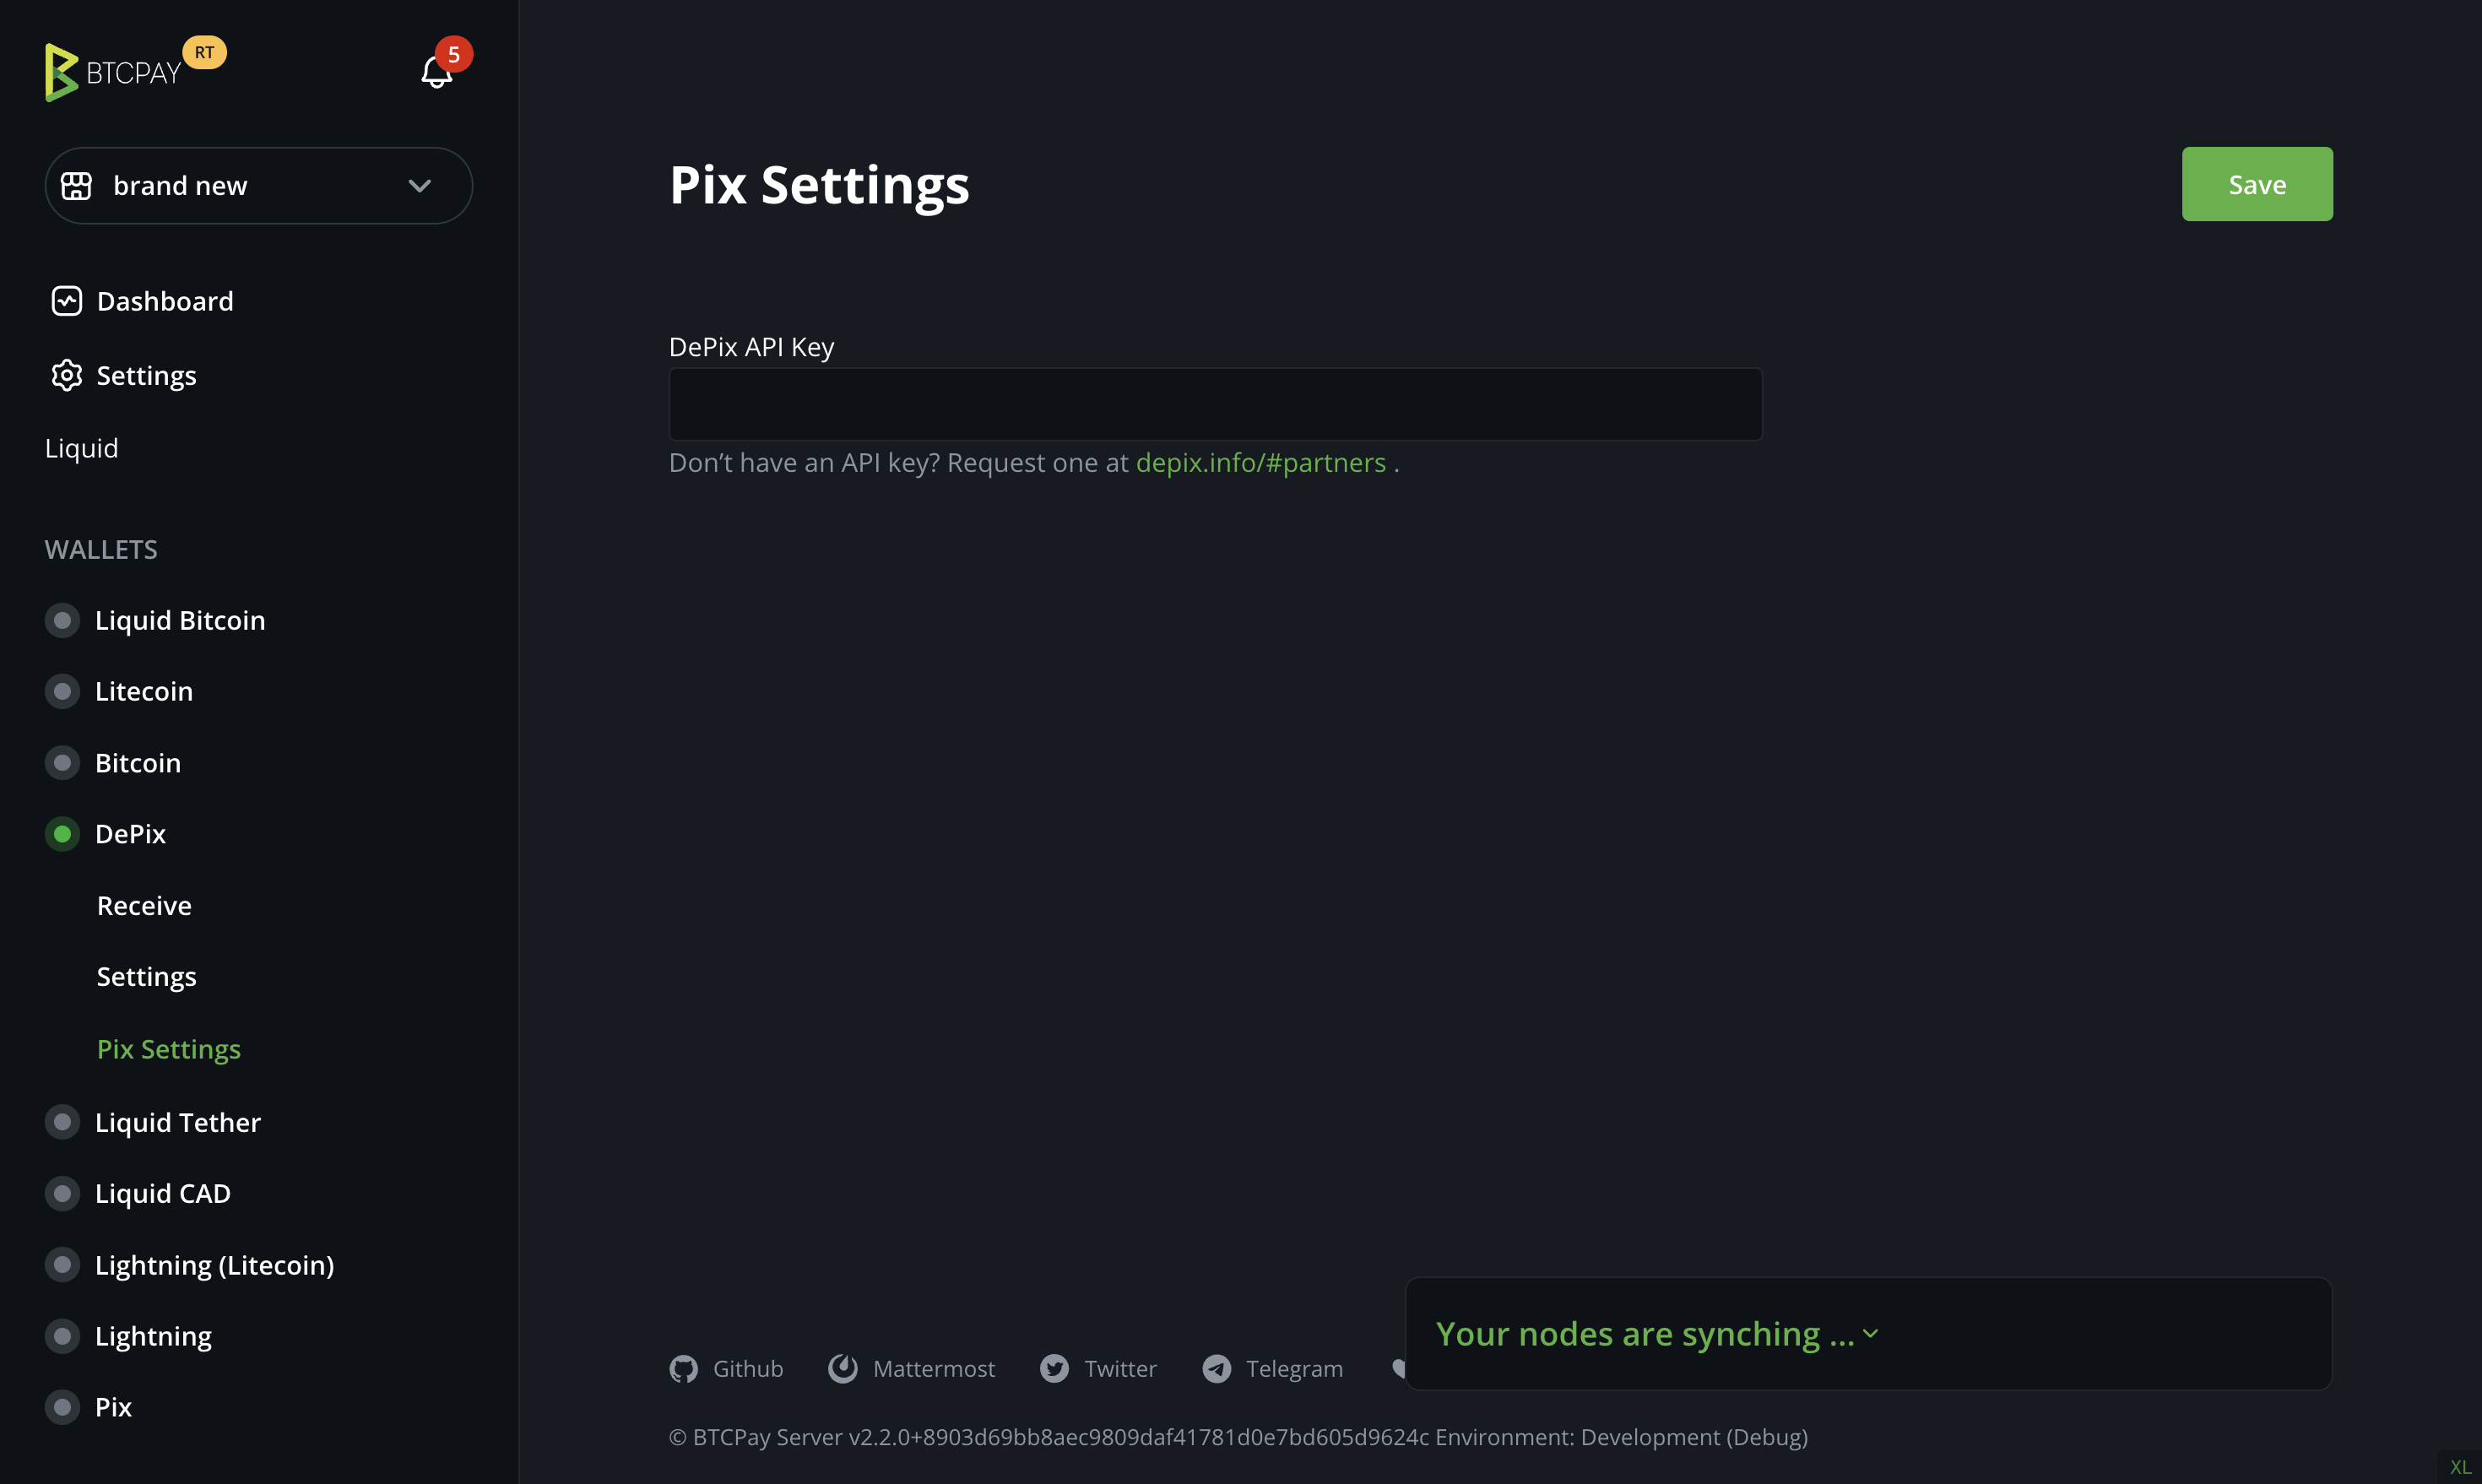 BTCPAY RT
5
brand new
Dashboard
Settings
Liquid
WALLETS
Liquid Bitcoin
Litecoin
Bitcoin
DePix
Receive
Settings
Pix Settings
Liquid Tether
Liquid CAD
Lightning (Litecoin)
Lightning
Pix
Pix Settings
Save
DePix API Key
Don’t have an API key? Request one at depix.info/#partners .
Your nodes are synching ...
Github Mattermost Twitter Telegram
© BTCPay Server v2.2.0+8903d69bb8aec9809daf41781d0e7bd605d9624c Environment: Development (Debug)
XL